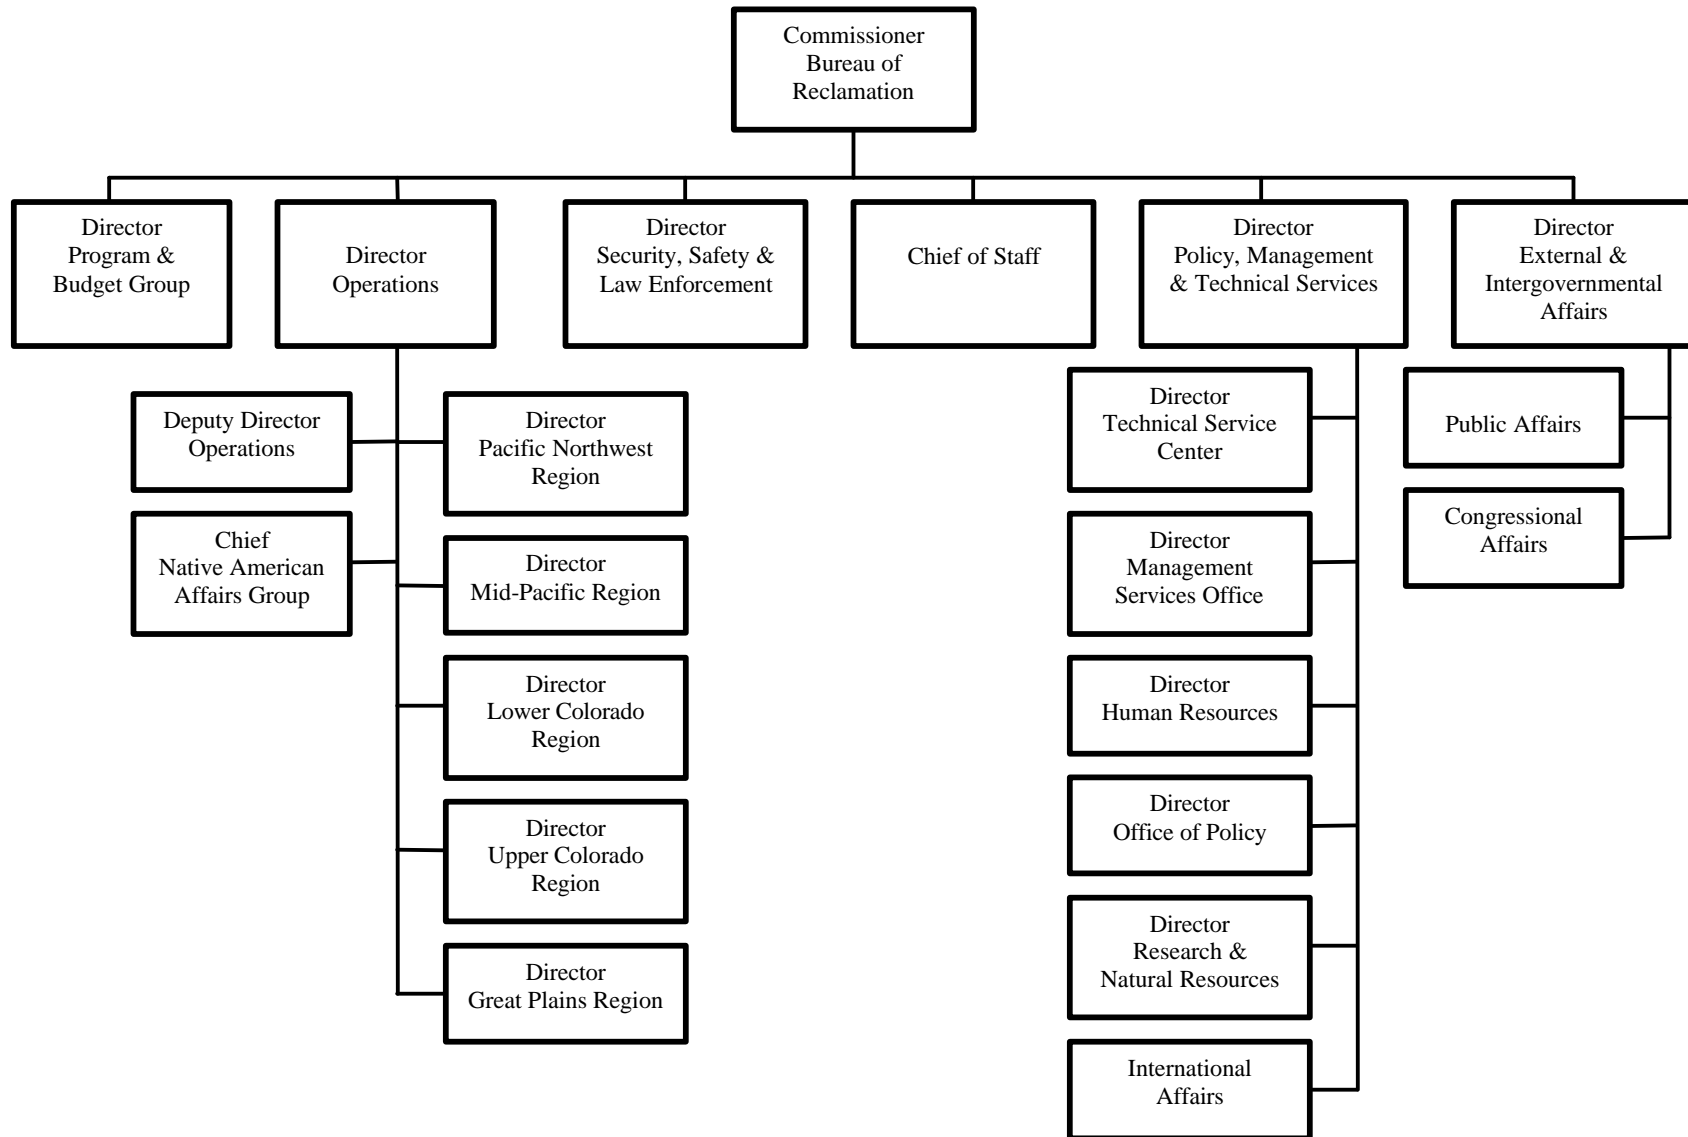 Commissioner
Bureau of
Reclamation
Director
Program &
Budget Group
Director
Operations
Director
Security, Safety &
Law Enforcement
Chief of Staff
Director
Policy, Management
& Technical Services
Director
External &
Intergovernmental
Affairs
Deputy Director
Operations
Chief
Native American
Affairs Group
Director
Pacific Northwest
Region
Director
Mid-Pacific Region
Director
Lower Colorado
Region
Director
Upper Colorado
Region
Director
Great Plains Region
Director
Technical Service
Center
Director
Management
Services Office
Director
Human Resources
Director
Office of Policy
Director
Research &
Natural Resources
International
Affairs
Public Affairs
Congressional
Affairs